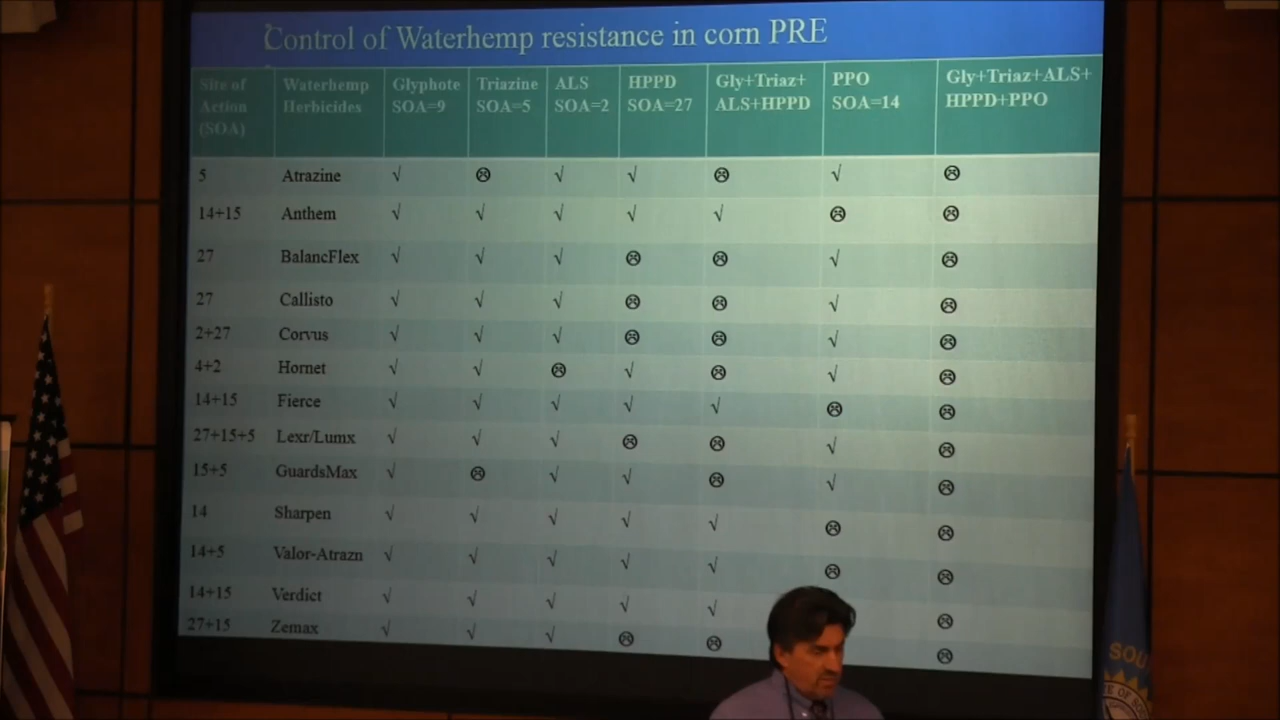 Control of Waterhemp resistance in corn PRE
Site of Action (SOA) Waterhemp Herbicides Glyphote SOA=9 Triazine SOA=5 ALS SOA=2 HPPD SOA=27 Gly+Triaz+ ALS+HPPD PPO SOA=14 Gly+Triaz+ALS+ HPPD+PPO
5 Atrazine √ ☹ √ √ ☹ √ ☹
14+15 Anthem √ √ √ √ √ ☹ ☹
27 BalancFlex √ √ √ ☹ ☹ √ ☹
27 Callisto √ √ √ ☹ ☹ √ ☹
2+27 Corvus √ √ √ ☹ ☹ √ ☹
4+2 Hornet √ √ ☹ √ ☹ √ ☹
14+15 Fierce √ √ √ √ √ ☹ ☹
27+15+5 Lexr/Lumx √ √ √ ☹ ☹ √ ☹
15+5 GuardsMax √ ☹ √ √ ☹ √ ☹
14 Sharpen √ √ √ √ √ ☹ ☹
14+5 Valor-Atrazn √ √ √ √ √ ☹ ☹
14+15 Verdict √ √ √ √ √ ☹
27+15 Zemax √ √ √ ☹ ☹ ☹
SOU
E OF SO